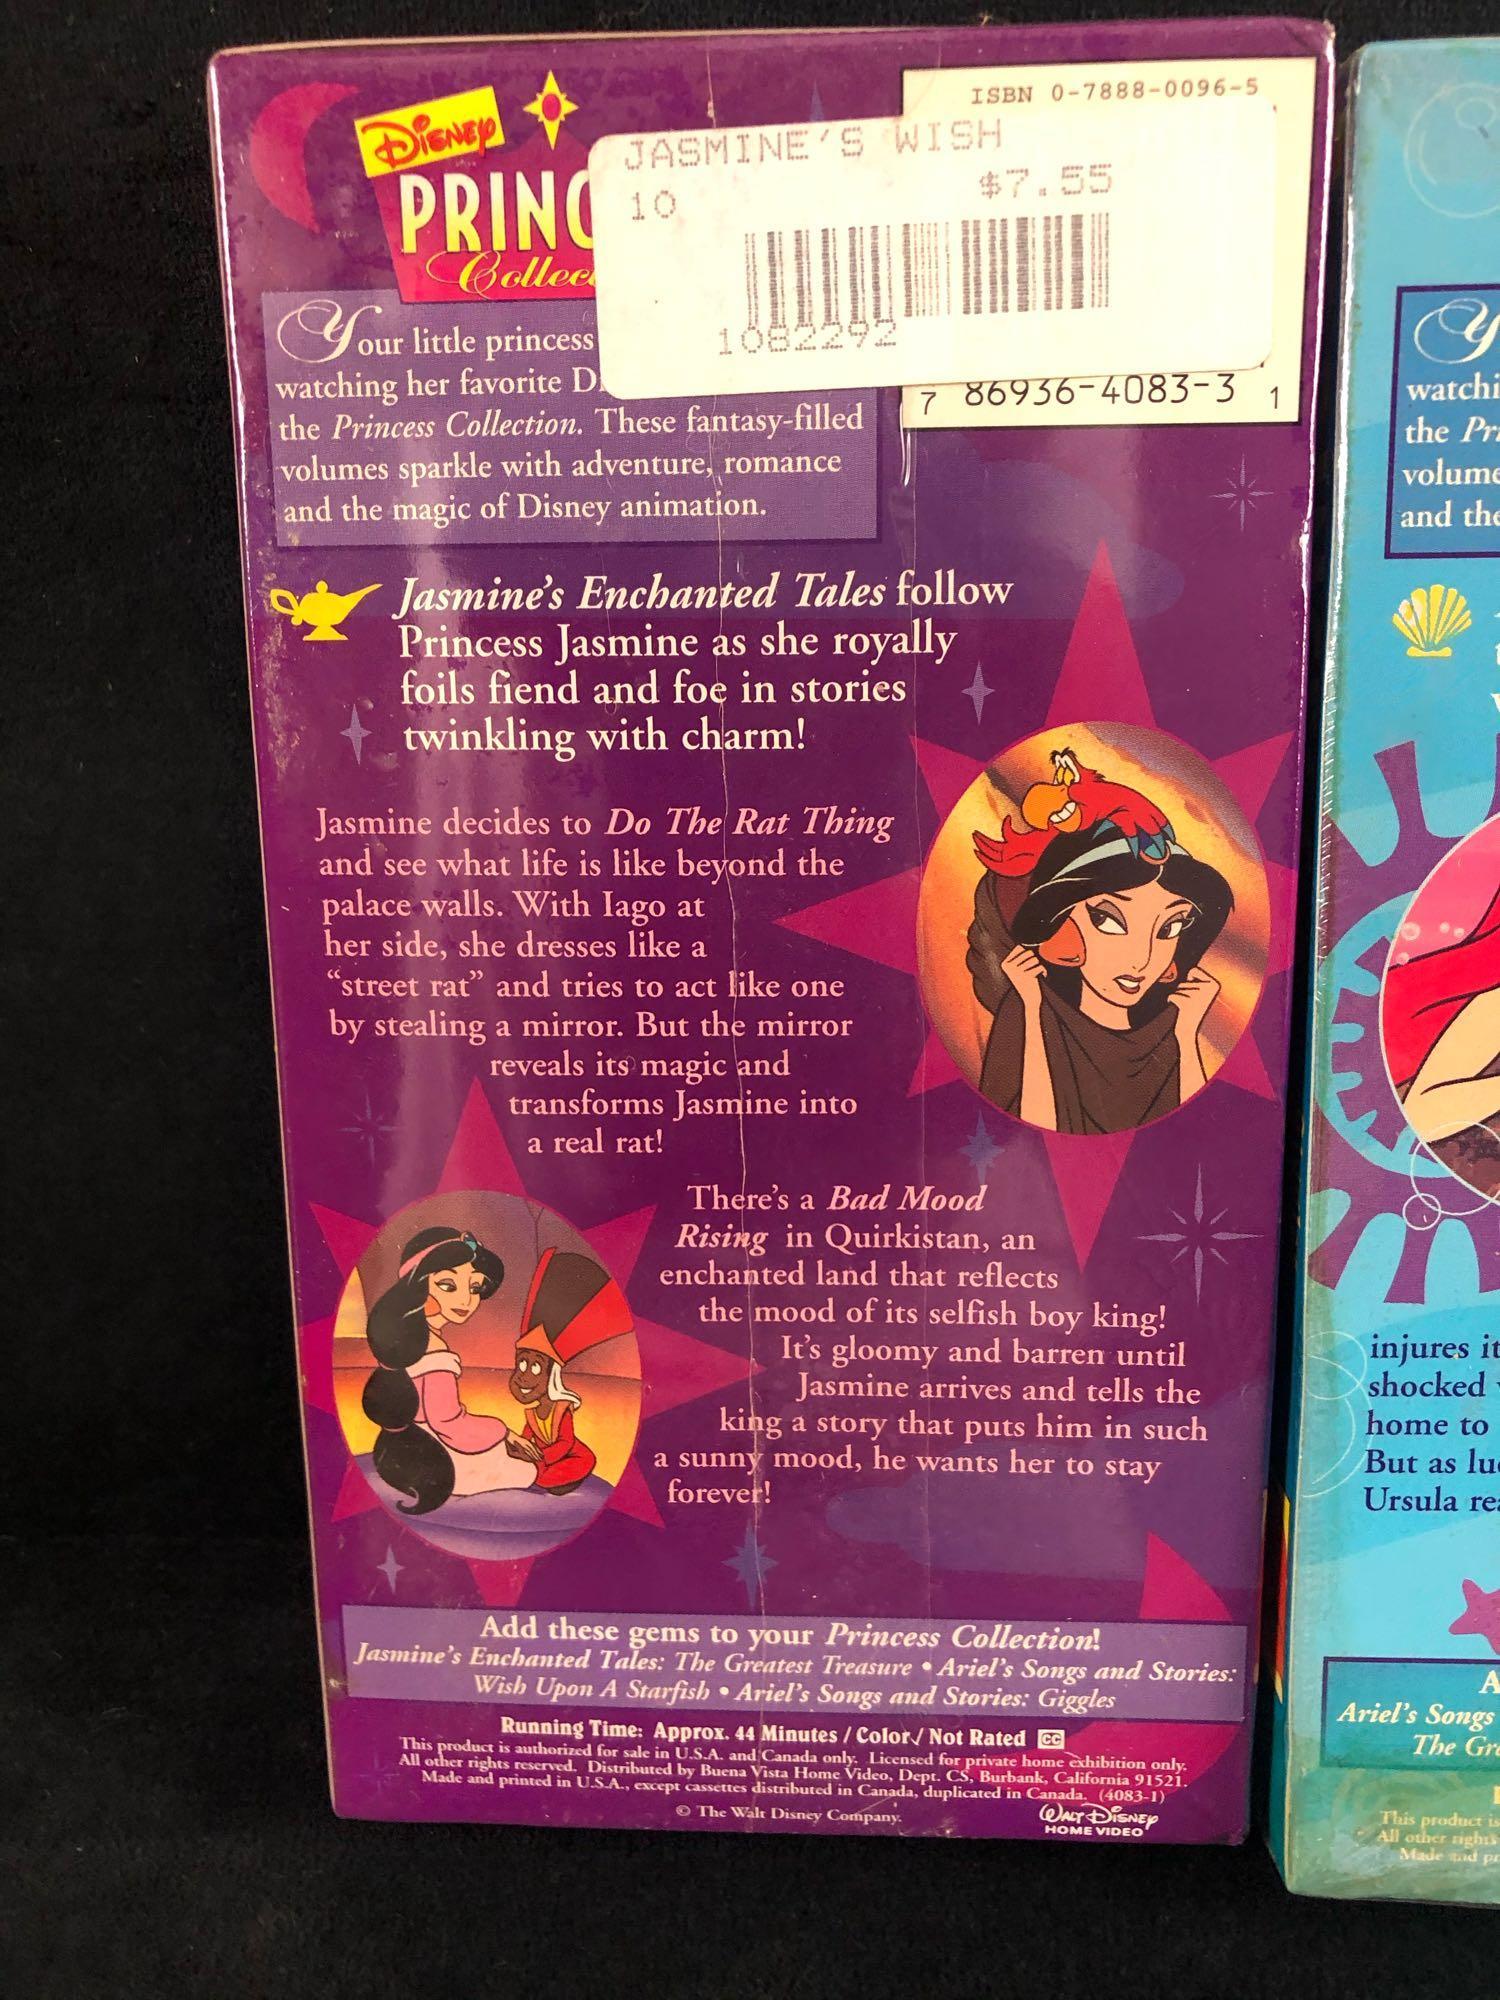 DISNEY
ISBN 0-7888-0096-5
JASMINE'S WISH
10 $7.55
1082292
7 86936-4083-3 1
Your little princess
watching her favorite
the Princess Collection. These fantasy-filled
volumes sparkle with adventure, romance
and the magic of Disney animation.
Jasmine's Enchanted Tales follow
Princess Jasmine as she royally
foils fiend and foe in stories
twinkling with charm!
Jasmine decides to Do The Rat Thing
and see what life is like beyond the
palace walls. With Iago at
her side, she dresses like a
“street rat” and tries to act like one
by stealing a mirror. But the mirror
reveals its magic and
transforms Jasmine into
a real rat!
There's a Bad Mood
Rising in Quirkistan, an
enchanted land that reflects
the mood of its selfish boy king!
It's gloomy and barren until
Jasmine arrives and tells the
king a story that puts him in such
a sunny mood, he wants her to stay
forever!
Add these gems to your Princess Collection!
Jasmine's Enchanted Tales: The Greatest Treasure • Ariel's Songs and Stories:
Wish Upon A Starfish • Ariel's Songs and Stories: Giggles
Running Time: Approx. 44 Minutes / Color / Not Rated CC
This product is authorized for sale in U.S.A. and Canada only. Licensed for private home exhibition only.
All other rights reserved. Distributed by Buena Vista Home Video, Dept. CS, Burbank, California 91521.
Made and printed in U.S.A., except cassettes distributed in Canada, duplicated in Canada. (4083-1)
© The Walt Disney Company.
WALT DISNEY
HOME VIDEO
the
and the
injures it
shocked
home to
But as
Ursula
Ariel's Songs
The
This product is
All other rights
Made and